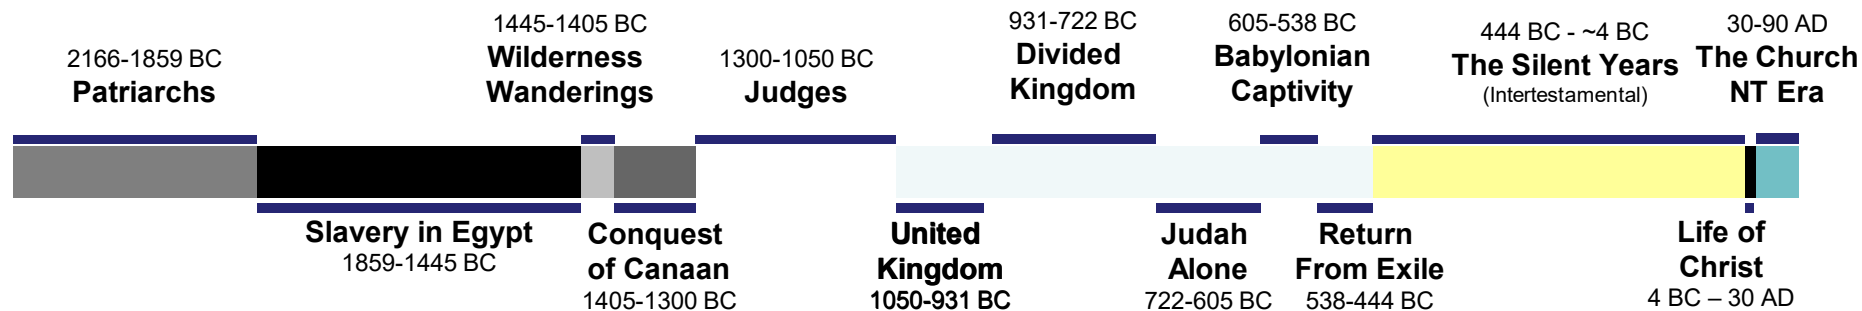 2166-1859 BC
Patriarchs
1445-1405 BC
Wilderness
Wanderings
1300-1050 BC
Judges
931-722 BC
Divided
Kingdom
605-538 BC
Babylonian
Captivity
444 BC - ~4 BC
The Silent Years
(Intertestamental)
30-90 AD
The Church
NT Era
Slavery in Egypt
1859-1445 BC
Conquest
of Canaan
1405-1300 BC
United
Kingdom
1050-931 BC
Judah
Alone
722-605 BC
Return
From Exile
538-444 BC
Life of
Christ
4 BC – 30 AD